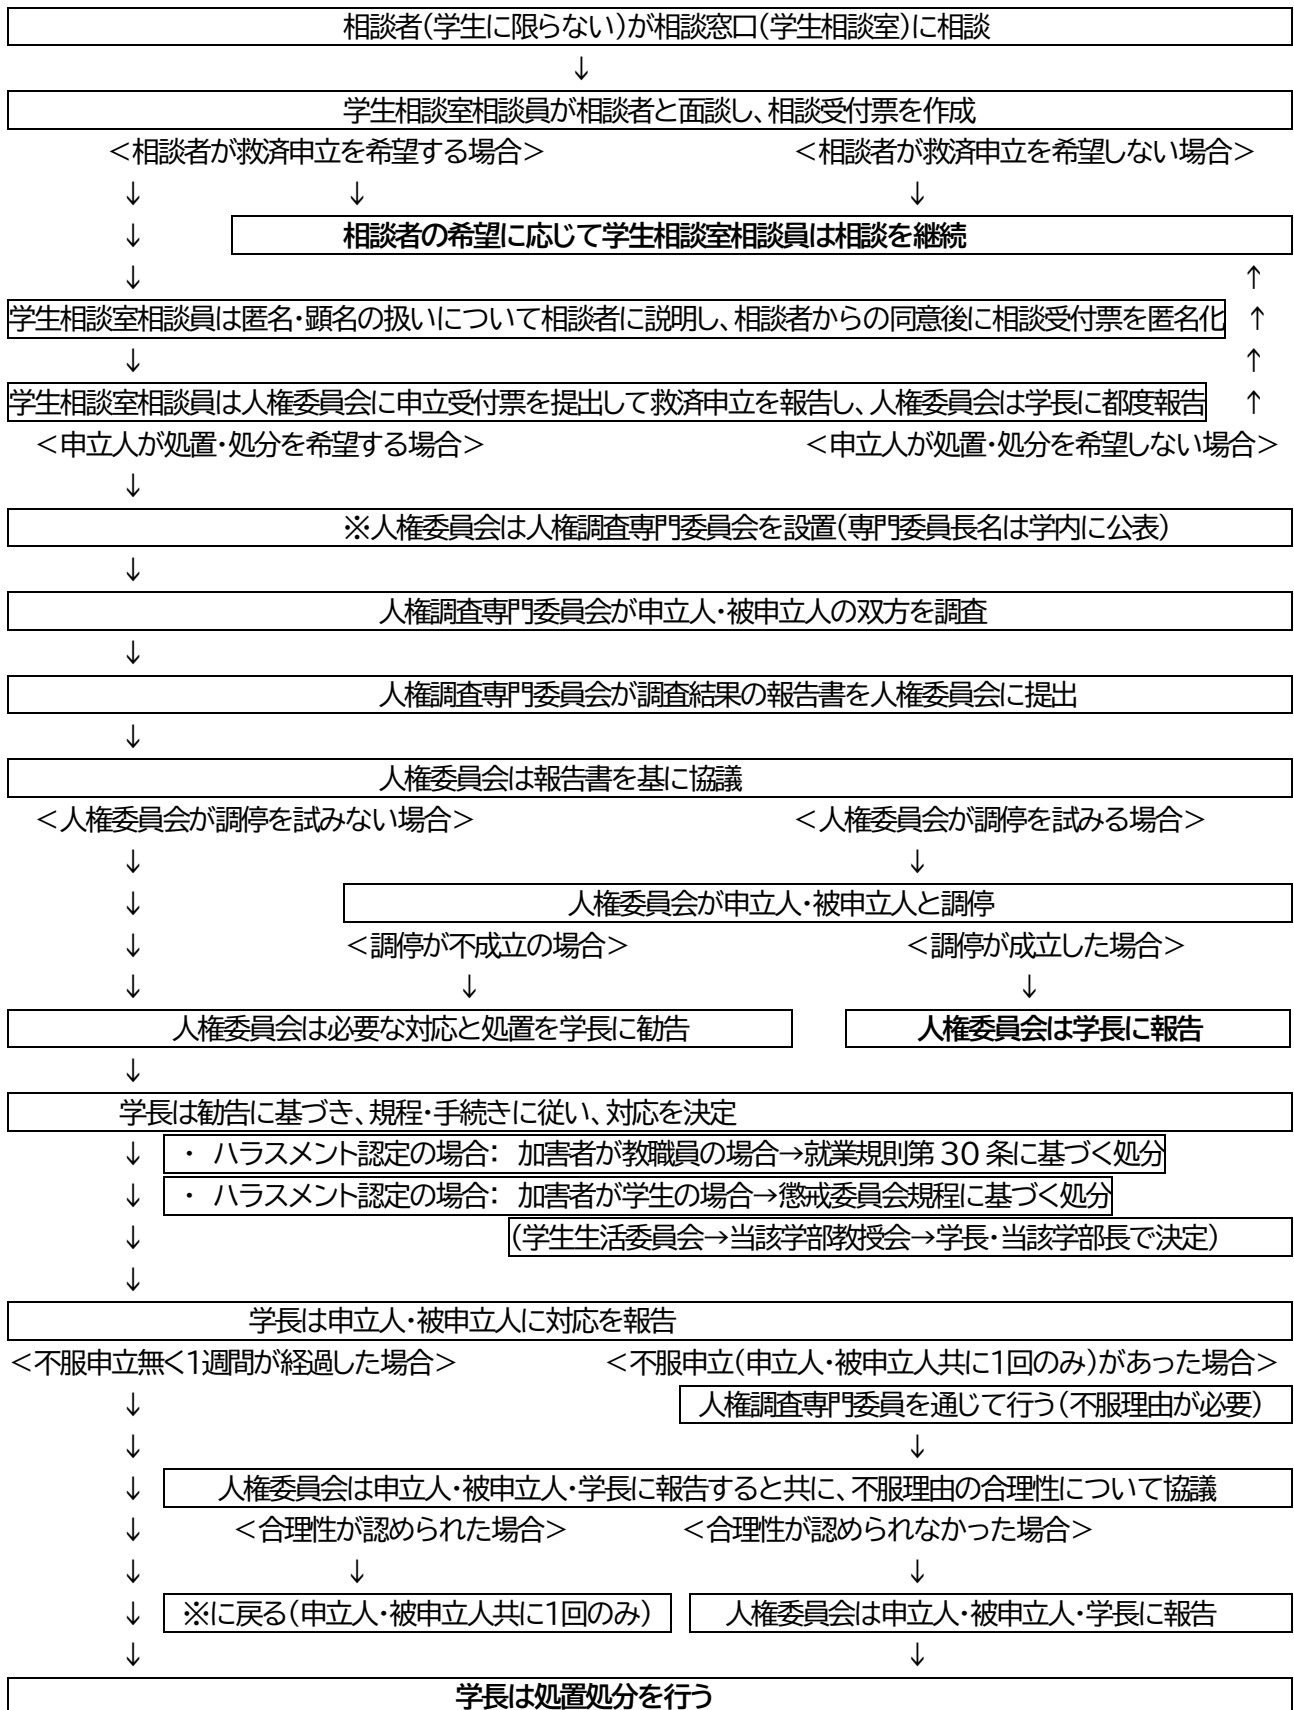 相談者(学生に限らない)が相談窓口(学生相談室)に相談
↓
学生相談室相談員が相談者と面談し、相談受付票を作成
<相談者が救済申立を希望する場合> <相談者が救済申立を希望しない場合>
↓ ↓ ↓
↓ 相談者の希望に応じて学生相談室相談員は相談を継続
↓ ↑
学生相談室相談員は匿名・顕名の扱いについて相談者に説明し、相談者からの同意後に相談受付票を匿名化 ↑
↓ ↑
学生相談室相談員は人権委員会に申立受付票を提出して救済申立を報告し、人権委員会は学長に都度報告 ↑
<申立人が処置・処分を希望する場合> <申立人が処置・処分を希望しない場合>
↓
※人権委員会は人権調査専門委員会を設置(専門委員長名は学内に公表)
↓
人権調査専門委員会が申立人・被申立人の双方を調査
↓
人権調査専門委員会が調査結果の報告書を人権委員会に提出
↓
人権委員会は報告書を基に協議
<人権委員会が調停を試みない場合> <人権委員会が調停を試みる場合>
↓ ↓
↓ 人権委員会が申立人・被申立人と調停
↓ <調停が不成立の場合> <調停が成立した場合>
↓ ↓ ↓
人権委員会は必要な対応と処置を学長に勧告 人権委員会は学長に報告
↓
学長は勧告に基づき、規程・手続きに従い、対応を決定
↓ ・ ハラスメント認定の場合: 加害者が教職員の場合→就業規則第 30 条に基づく処分
↓ ・ ハラスメント認定の場合: 加害者が学生の場合→懲戒委員会規程に基づく処分
↓ (学生生活委員会→当該学部教授会→学長・当該学部長で決定)
↓
学長は申立人・被申立人に対応を報告
<不服申立無く1週間が経過した場合> <不服申立(申立人・被申立人共に1回のみ)があった場合>
↓ 人権調査専門委員を通じて行う(不服理由が必要)
↓ ↓
↓ 人権委員会は申立人・被申立人・学長に報告すると共に、不服理由の合理性について協議
↓ <合理性が認められた場合> <合理性が認められなかった場合>
↓ ↓ ↓
↓ ※に戻る(申立人・被申立人共に1回のみ) 人権委員会は申立人・被申立人・学長に報告
↓ ↓
学長は処置処分を行う